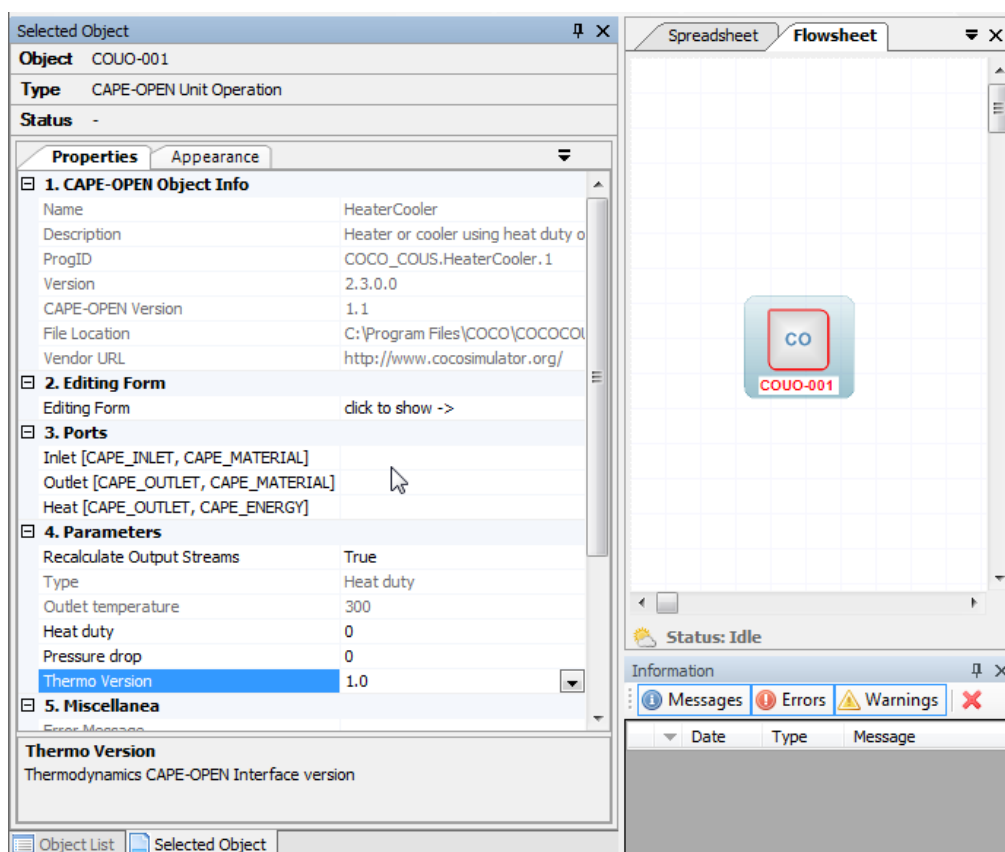 Selected Object
Object COUO-001
Type CAPE-OPEN Unit Operation
Status -
Properties Appearance
1. CAPE-OPEN Object Info
Name HeaterCooler
Description Heater or cooler using heat duty o
ProgID COCO_COUS.HeaterCooler.1
Version 2.3.0.0
CAPE-OPEN Version 1.1
File Location C:\Program Files\COCO\COCOCOU
Vendor URL http://www.cocosimulator.org/
2. Editing Form
Editing Form click to show ->
3. Ports
Inlet [CAPE_INLET, CAPE_MATERIAL]
Outlet [CAPE_OUTLET, CAPE_MATERIAL]
Heat [CAPE_OUTLET, CAPE_ENERGY]
4. Parameters
Recalculate Output Streams True
Type Heat duty
Outlet temperature 300
Heat duty 0
Pressure drop 0
Thermo Version 1.0
5. Miscellanea
Error Message
Thermo Version
Thermodynamics CAPE-OPEN Interface version
Object List Selected Object
Spreadsheet Flowsheet
CO
COUO-001
Status: Idle
Information
Messages Errors Warnings
Date Type Message